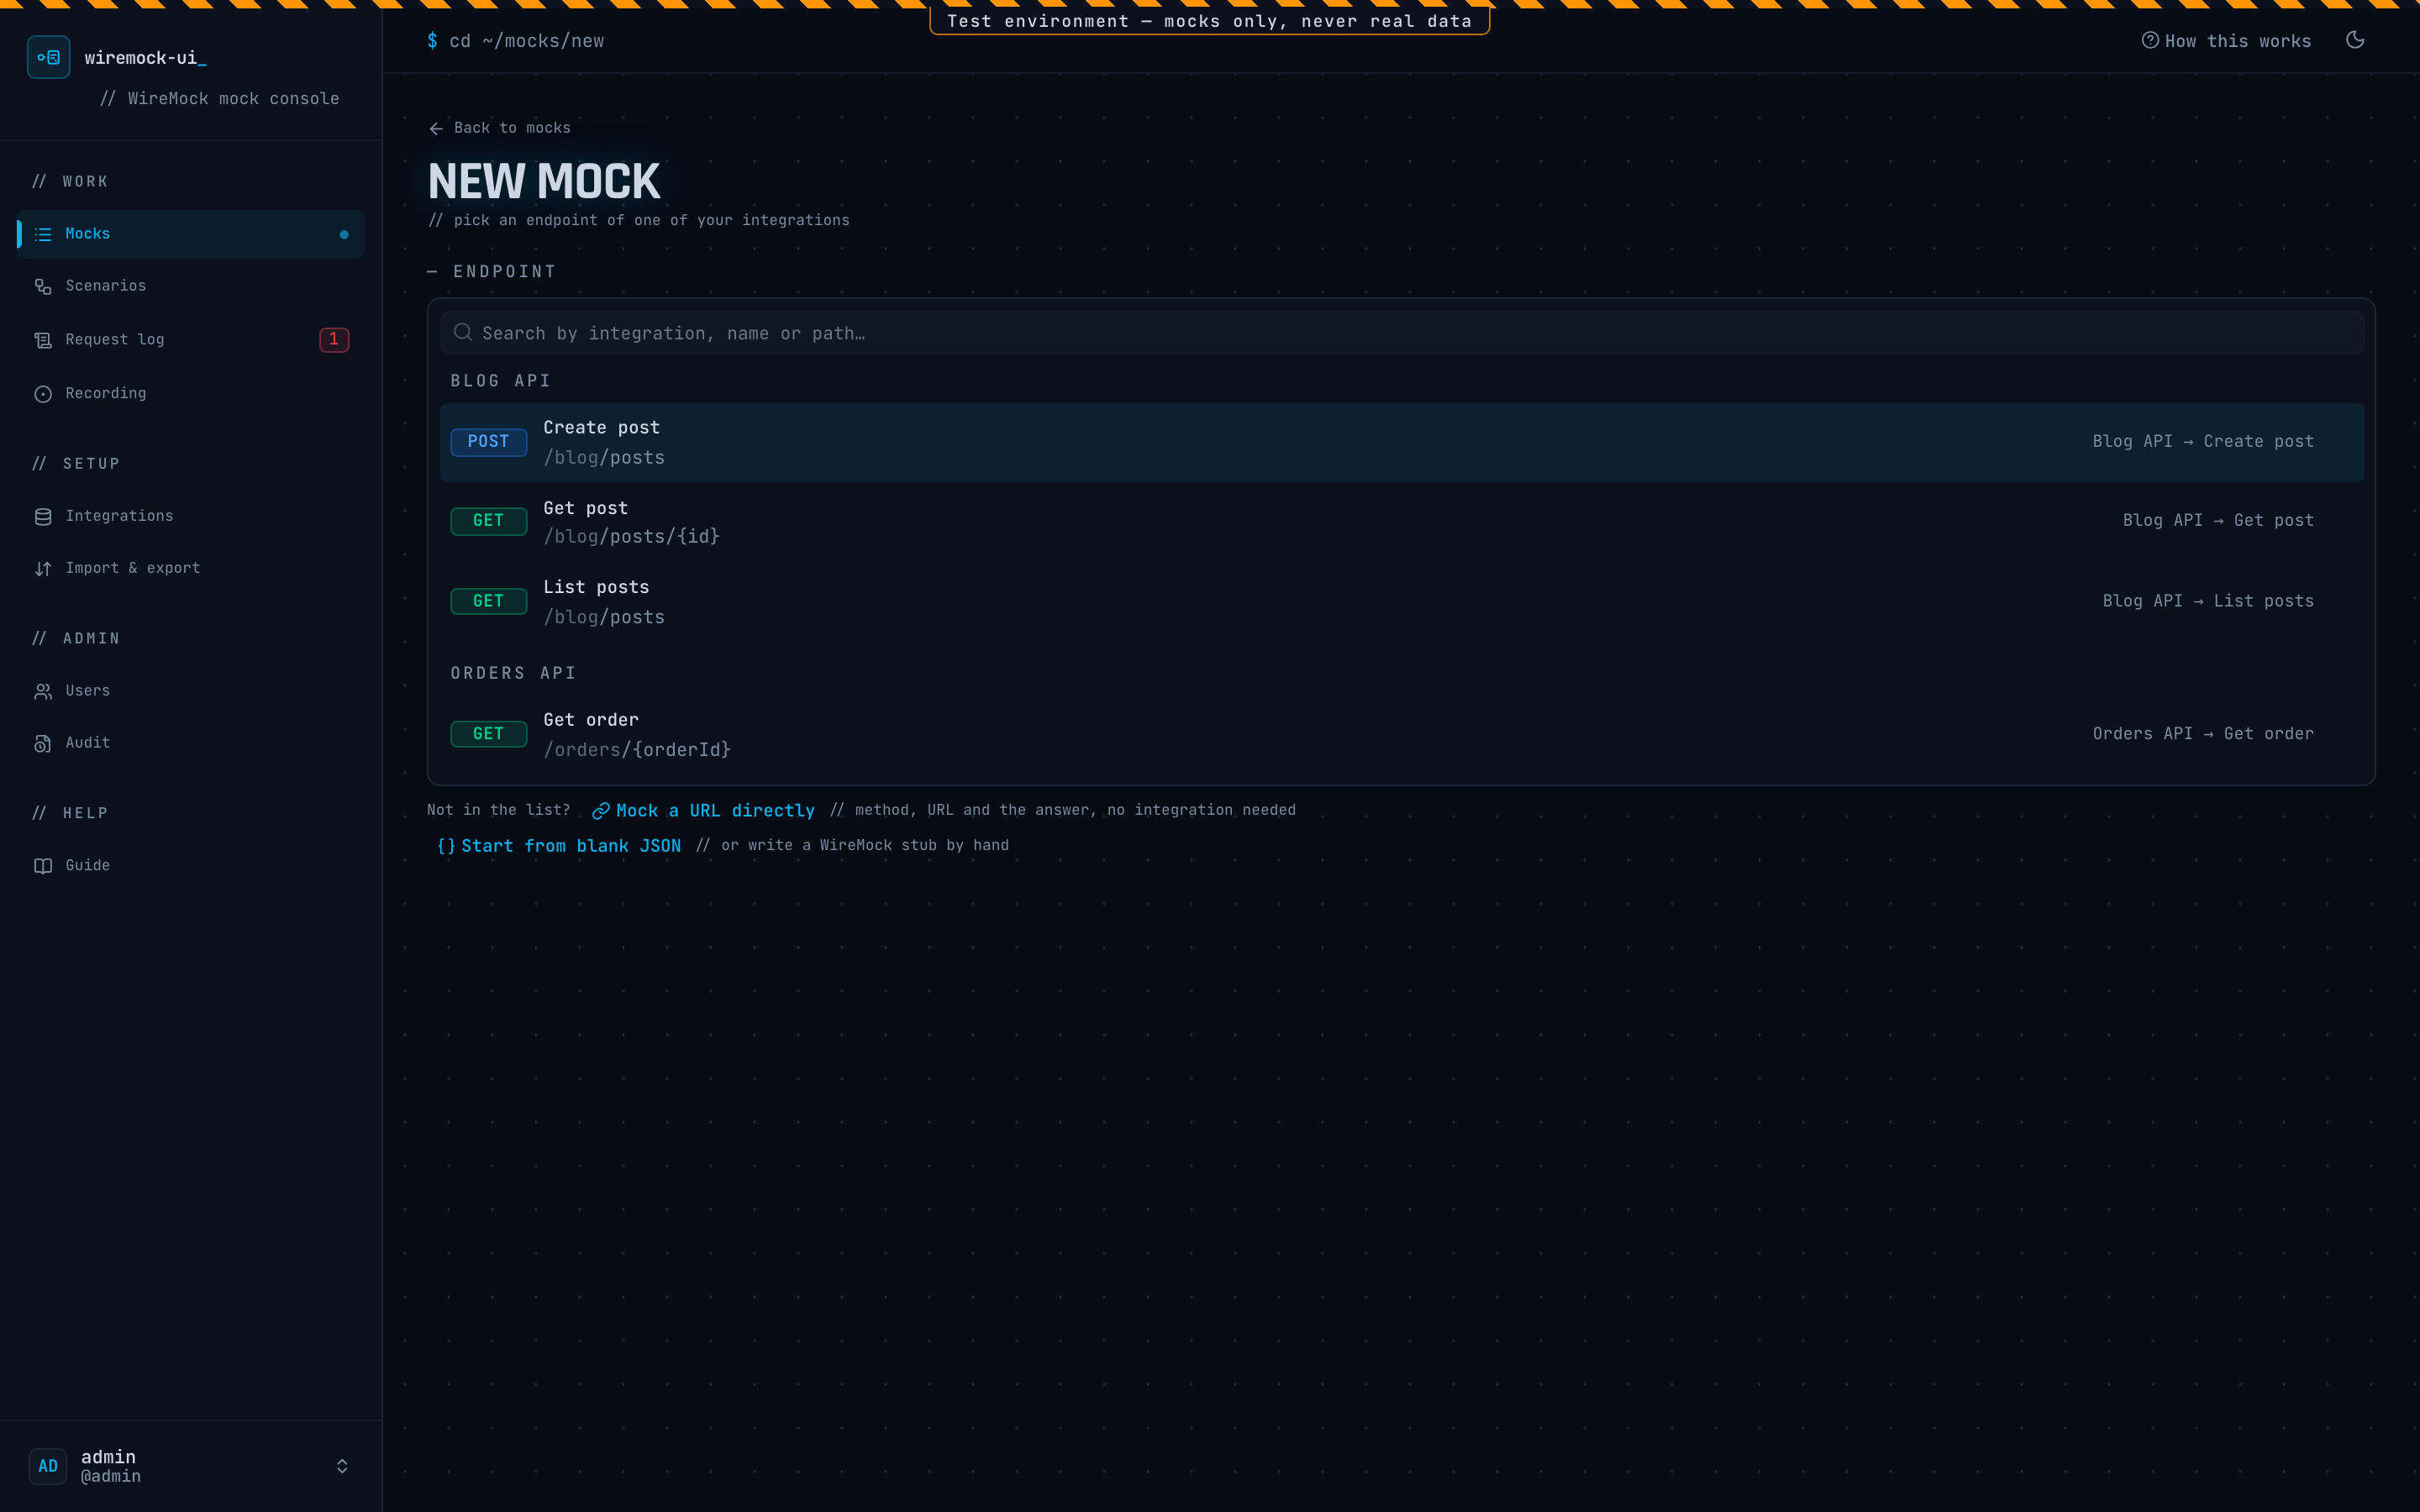 Test environment — mocks only, never real data
wiremock-ui_
// WireMock mock console
$ cd ~/mocks/new
How this works
// WORK
Mocks
Scenarios
Request log 1
Recording
// SETUP
Integrations
Import & export
// ADMIN
Users
Audit
// HELP
Guide
AD
admin
@admin
← Back to mocks
NEW MOCK
// pick an endpoint of one of your integrations
— ENDPOINT
Search by integration, name or path…
BLOG API
POST
Create post
/blog/posts
Blog API → Create post
GET
Get post
/blog/posts/{id}
Blog API → Get post
GET
List posts
/blog/posts
Blog API → List posts
ORDERS API
GET
Get order
/orders/{orderId}
Orders API → Get order
Not in the list? Mock a URL directly // method, URL and the answer, no integration needed
{} Start from blank JSON // or write a WireMock stub by hand